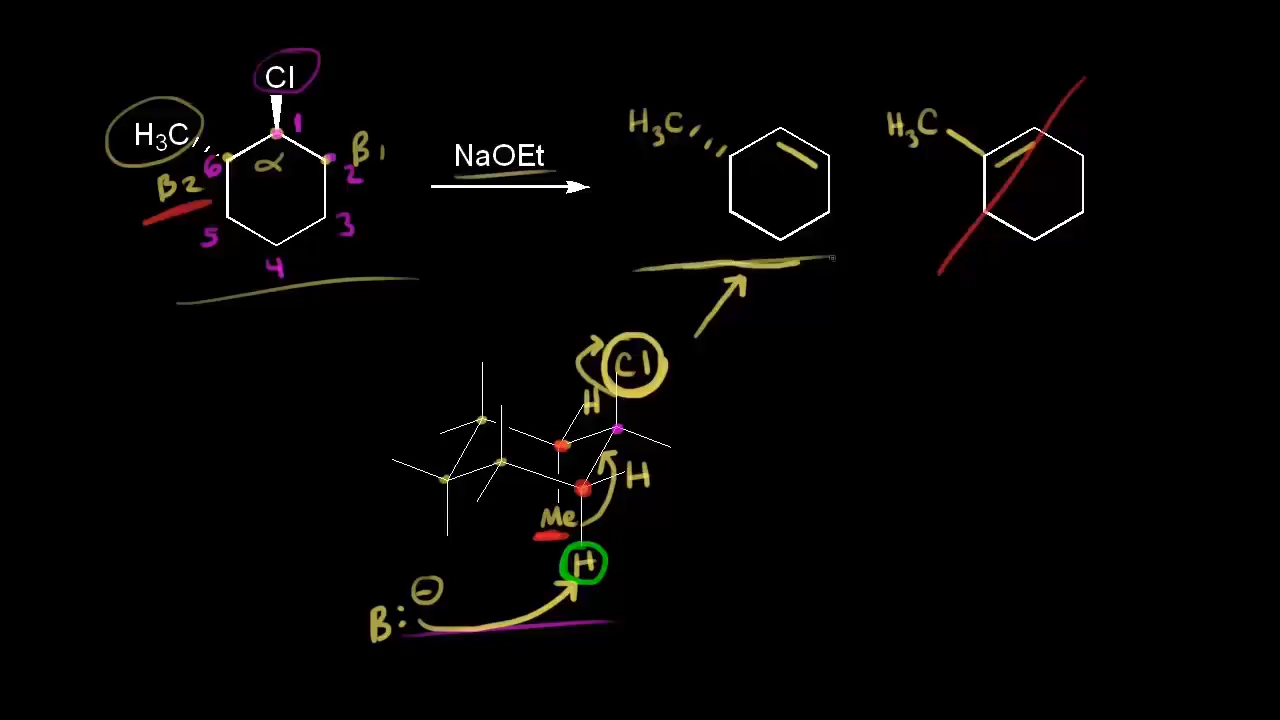 Cl
H₃C
1
α
β₁
6
2
β₂
5
3
4
NaOEt
H₃C
H₃C
Cl
H
H
Me
H
B:⊖